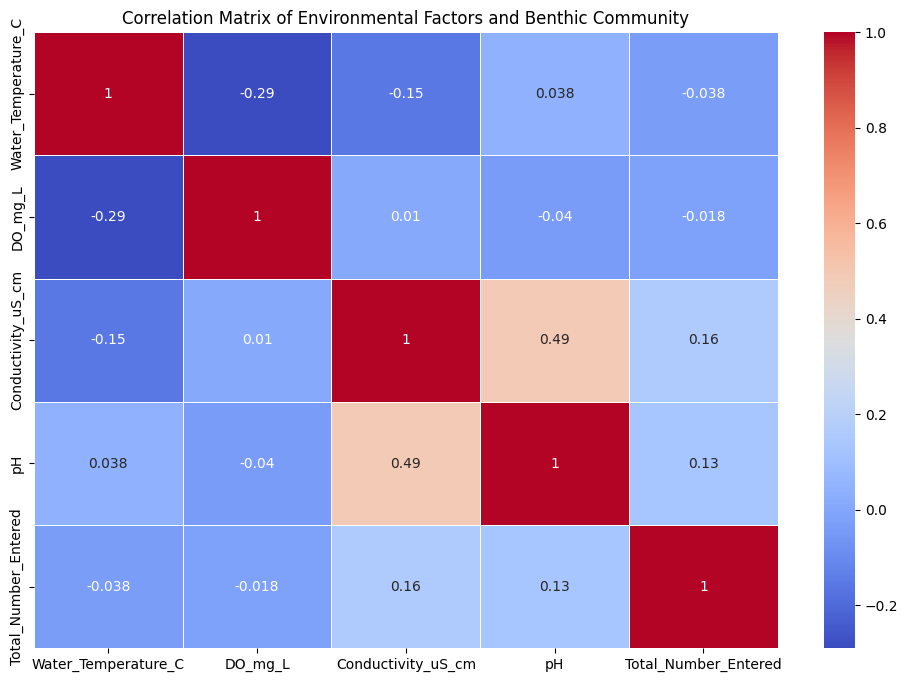 Correlation Matrix of Environmental Factors and Benthic Community
Water_Temperature_C
1
-0.29
-0.15
0.038
-0.038
DO_mg_L
-0.29
1
0.01
-0.04
-0.018
Conductivity_uS_cm
-0.15
0.01
1
0.49
0.16
pH
0.038
-0.04
0.49
1
0.13
Total_Number_Entered
-0.038
-0.018
0.16
0.13
1
Water_Temperature_C
DO_mg_L
Conductivity_uS_cm
pH
Total_Number_Entered
1.0
0.8
0.6
0.4
0.2
0.0
−0.2